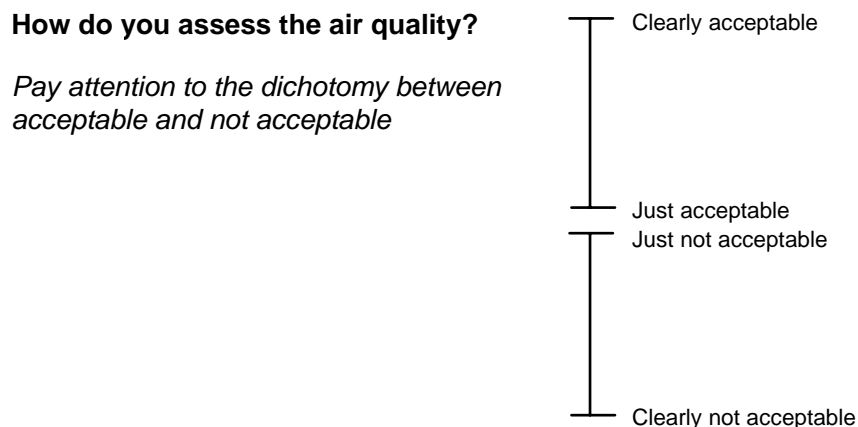 How do you assess the air quality?
Pay attention to the dichotomy between
acceptable and not acceptable
Clearly acceptable
Just acceptable
Just not acceptable
Clearly not acceptable